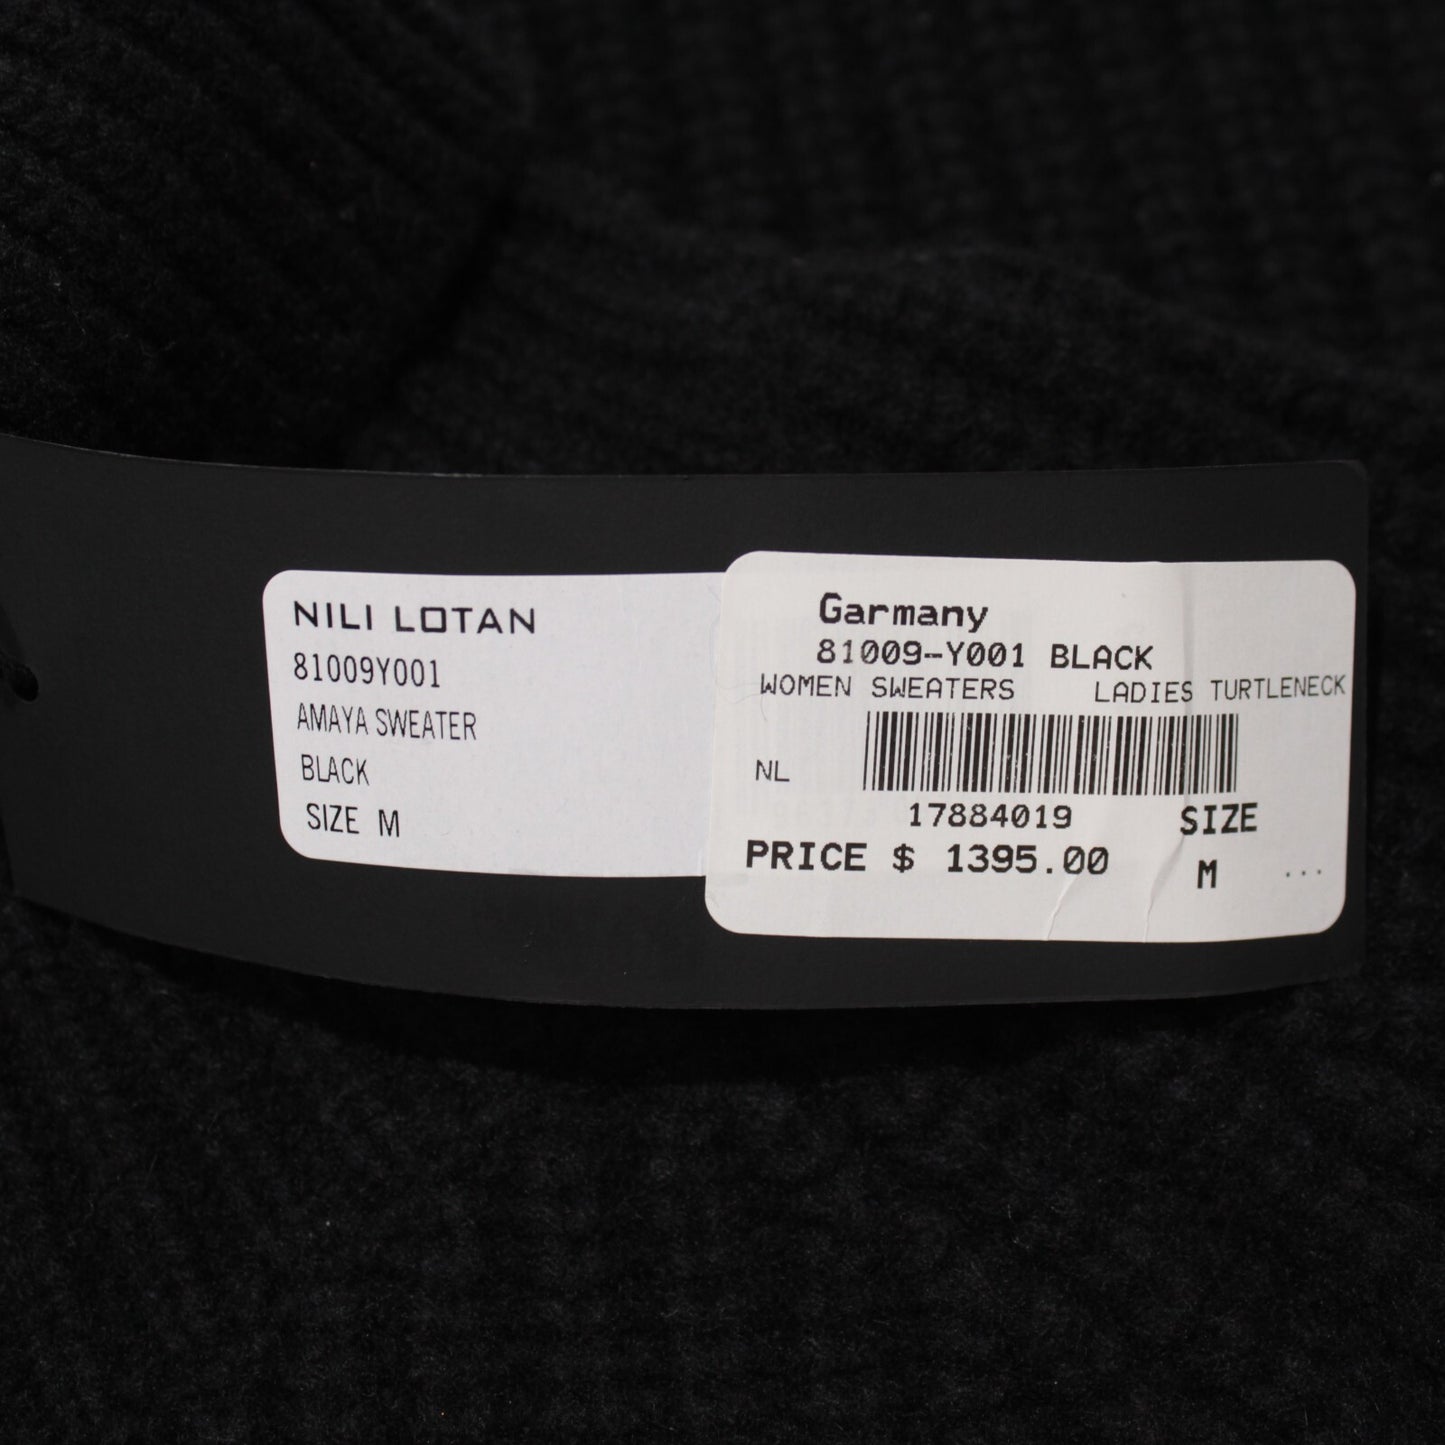 NILI LOTAN
81009Y001
AMAYA SWEATER
BLACK
SIZE M
Garmany
81009-Y001 BLACK
WOMEN SWEATERS LADIES TURTLENECK
NL
17884019 SIZE
PRICE $ 1395.00
M ...